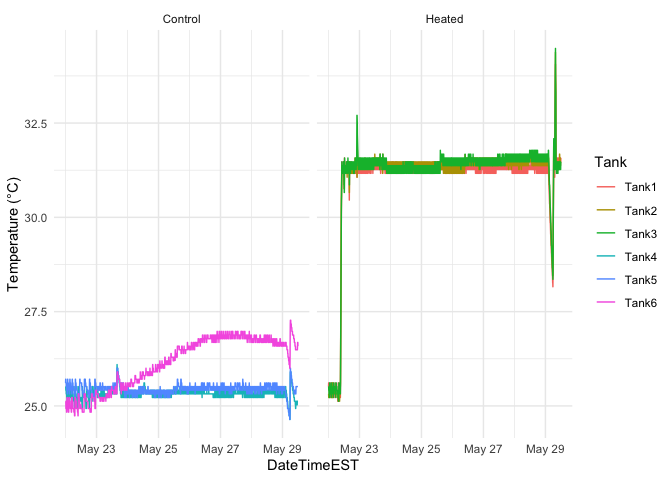 Control Heated
Temperature (°C)
32.5
30.0
27.5
25.0
May 23 May 25 May 27 May 29 May 23 May 25 May 27 May 29
DateTimeEST
Tank
Tank1
Tank2
Tank3
Tank4
Tank5
Tank6